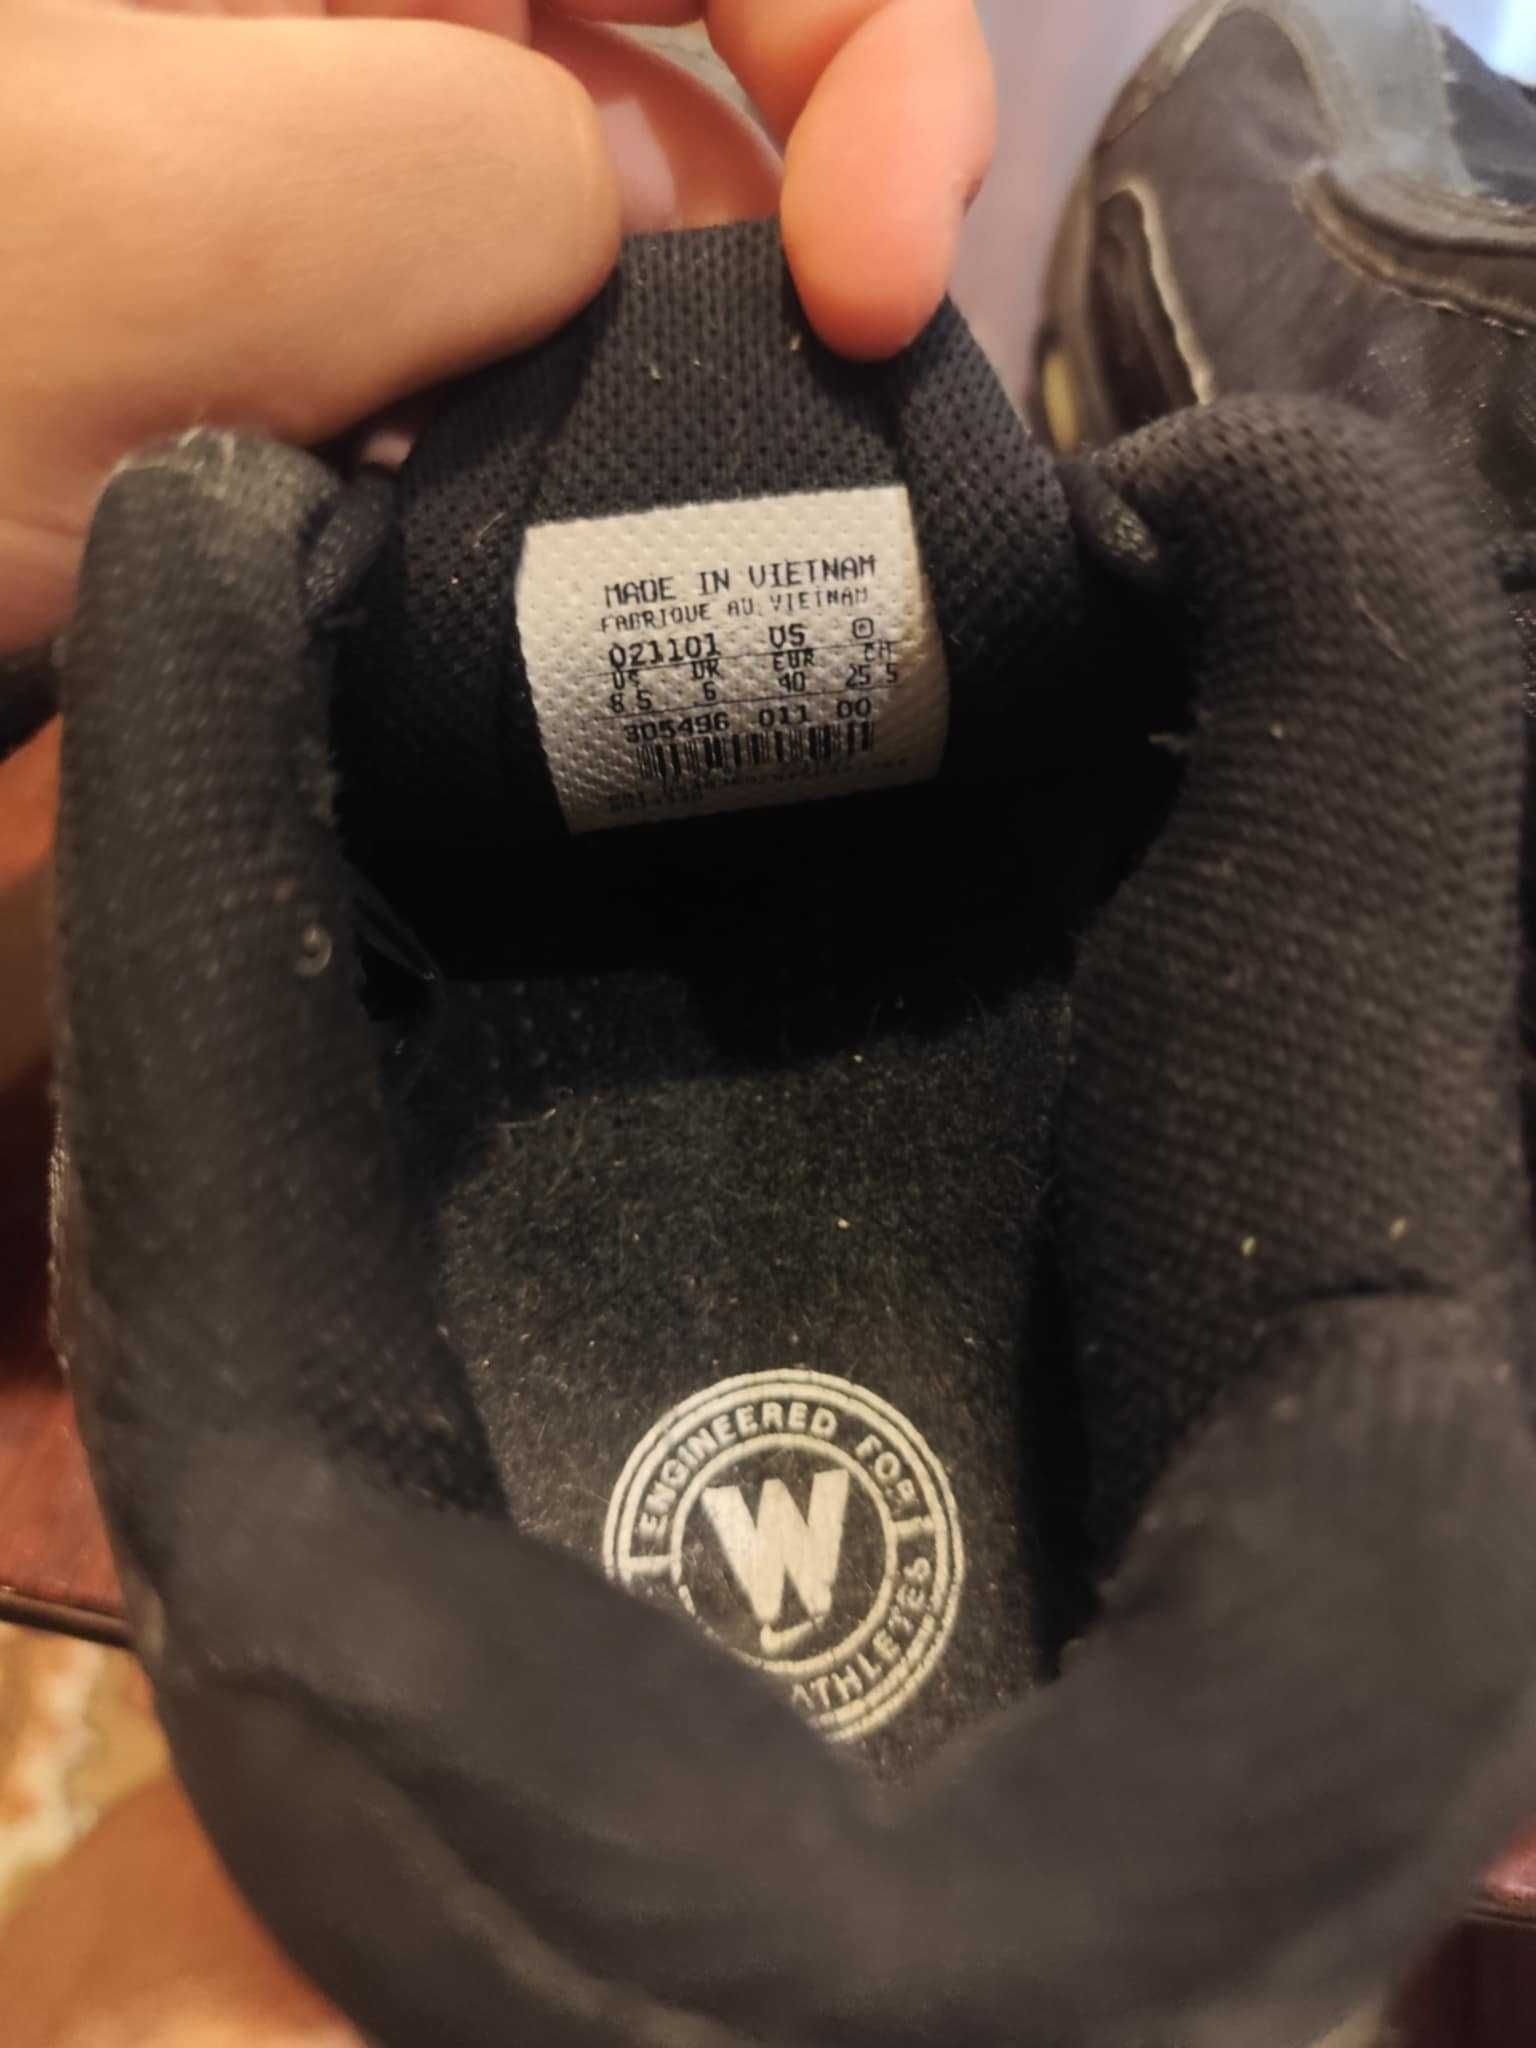 MADE IN VIETNAM
FABRIQUE AU VIETNAM
021101 US
US UK EUR CM
8.5 6 40 25.5
305496 011 00
ENGINEERED FOR
W
ATHLETES